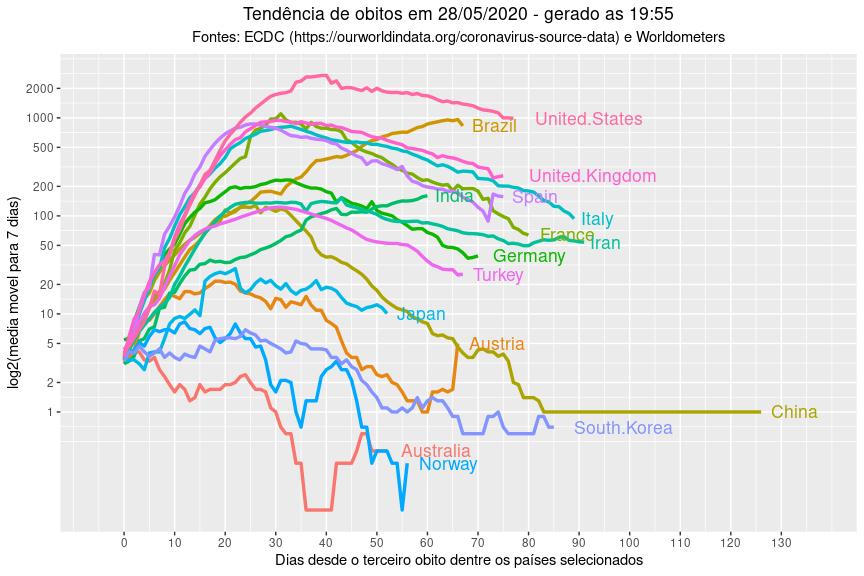 Tendência de obitos em 28/05/2020 - gerado as 19:55
Fontes: ECDC (https://ourworldindata.org/coronavirus-source-data) e Worldometers
log2(media movel para 7 dias)
2000
1000
500
200
100
50
20
10
5
2
1
United.States
Brazil
United.Kingdom
India
Spain
Italy
France
Iran
Germany
Turkey
Japan
Austria
China
South.Korea
Australia
Norway
0 10 20 30 40 50 60 70 80 90 100 110 120 130
Dias desde o terceiro obito dentre os países selecionados